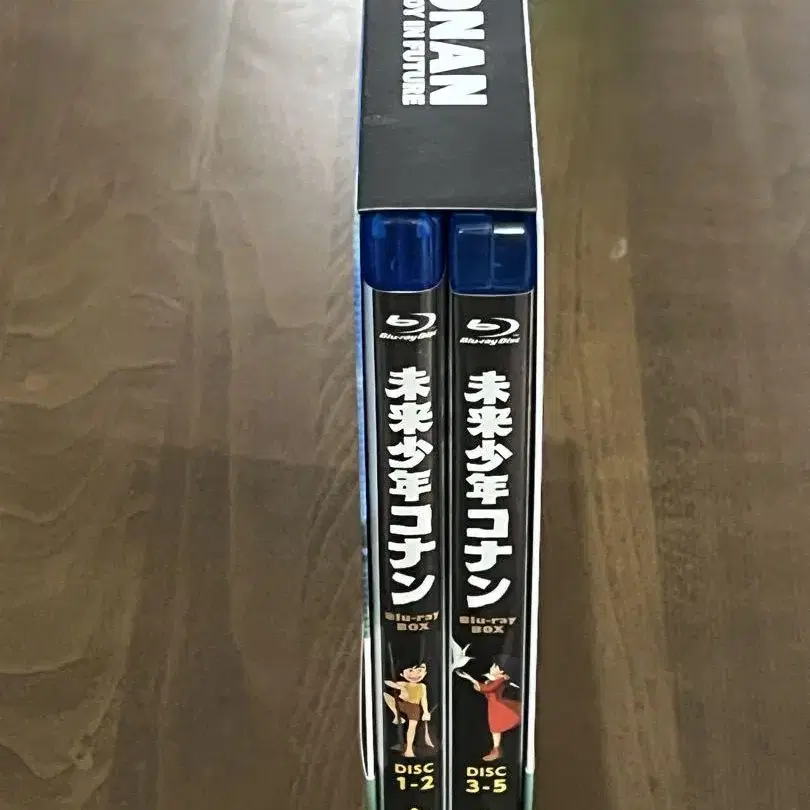 ONAN
OY IN FUTURE
Blu-ray Disc
未来少年コナン
Blu-ray
BOX
DISC
1-2
Blu-ray Disc
未来少年コナン
Blu-ray
BOX
DISC
3-5